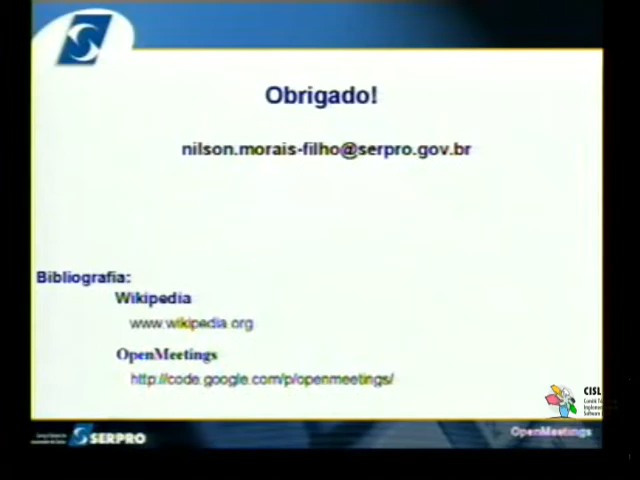 Obrigado!
nilson.morais-filho@serpro.gov.br
Bibliografia:
Wikipedia
www.wikipedia.org
OpenMeetings
http://code.google.com/p/openmeetings/
CISL
SERPRO
OpenMeetings